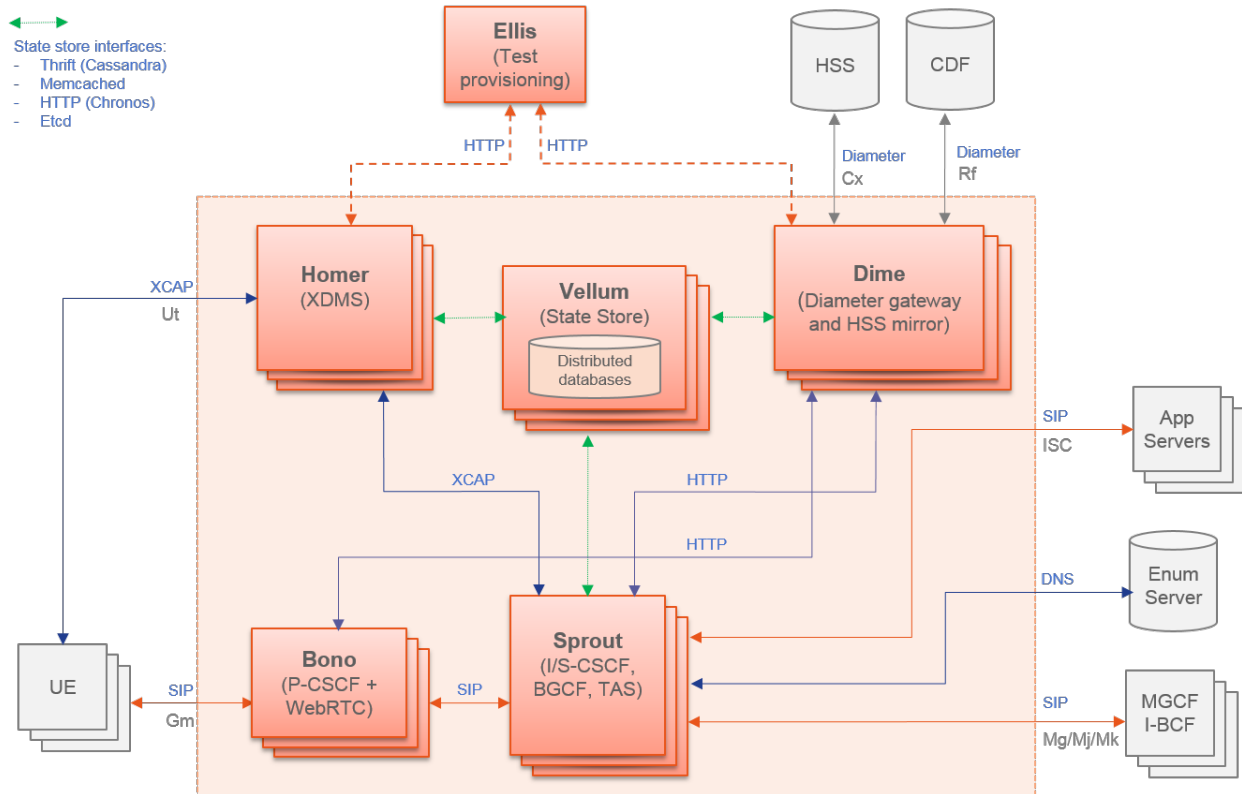 State store interfaces:
- Thrift (Cassandra)
- Memcached
- HTTP (Chronos)
- Etcd
Ellis
(Test
provisioning)
HSS
CDF
HTTP
HTTP
Diameter
Cx
Diameter
Rf
Homer
(XDMS)
Vellum
(State Store)
Distributed
databases
Dime
(Diameter gateway
and HSS mirror)
XCAP
Ut
SIP
ISC
App
Servers
XCAP
HTTP
HTTP
DNS
Enum
Server
UE
SIP
Gm
Bono
(P-CSCF +
WebRTC)
SIP
Sprout
(I/S-CSCF,
BGCF, TAS)
SIP
Mg/Mj/Mk
MGCF
I-BCF